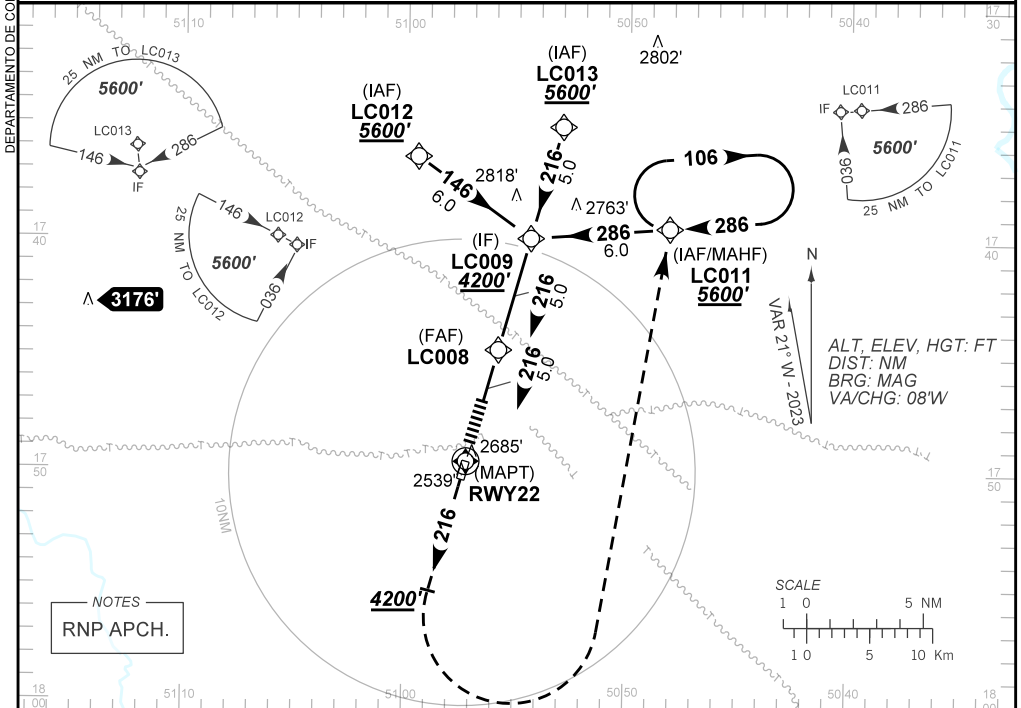 DEPARTAMENTO DE CO
51 10
51 00
50 50
50 40
17 30
25 NM TO LC013
5600'
LC013
146
286
IF
(IAF)
LC012
5600'
(IAF)
LC013
5600'
2802'
LC011
IF
286
5600'
036
25 NM TO LC011
146
6.0
2818'
216
5.0
2763'
106
286
6.0
286
17 40
17 40
146
LC012
IF
5600'
036
25 NM TO LC012
(IF)
LC009
4200'
(IAF/MAHF)
LC011
5600'
N
VAR 21° W - 2023
3176'
216
5.0
(FAF)
LC008
216
5.0
ALT, ELEV, HGT: FT
DIST: NM
BRG: MAG
VA/CHG: 08'W
2685'
2539'
(MAPT)
RWY22
17 50
17 50
10NM
216
4200'
NOTES
RNP APCH.
SCALE
1 0 5 NM
1 0 5 10 Km
18 00
51 10
51 00
50 50
50 40
18 00